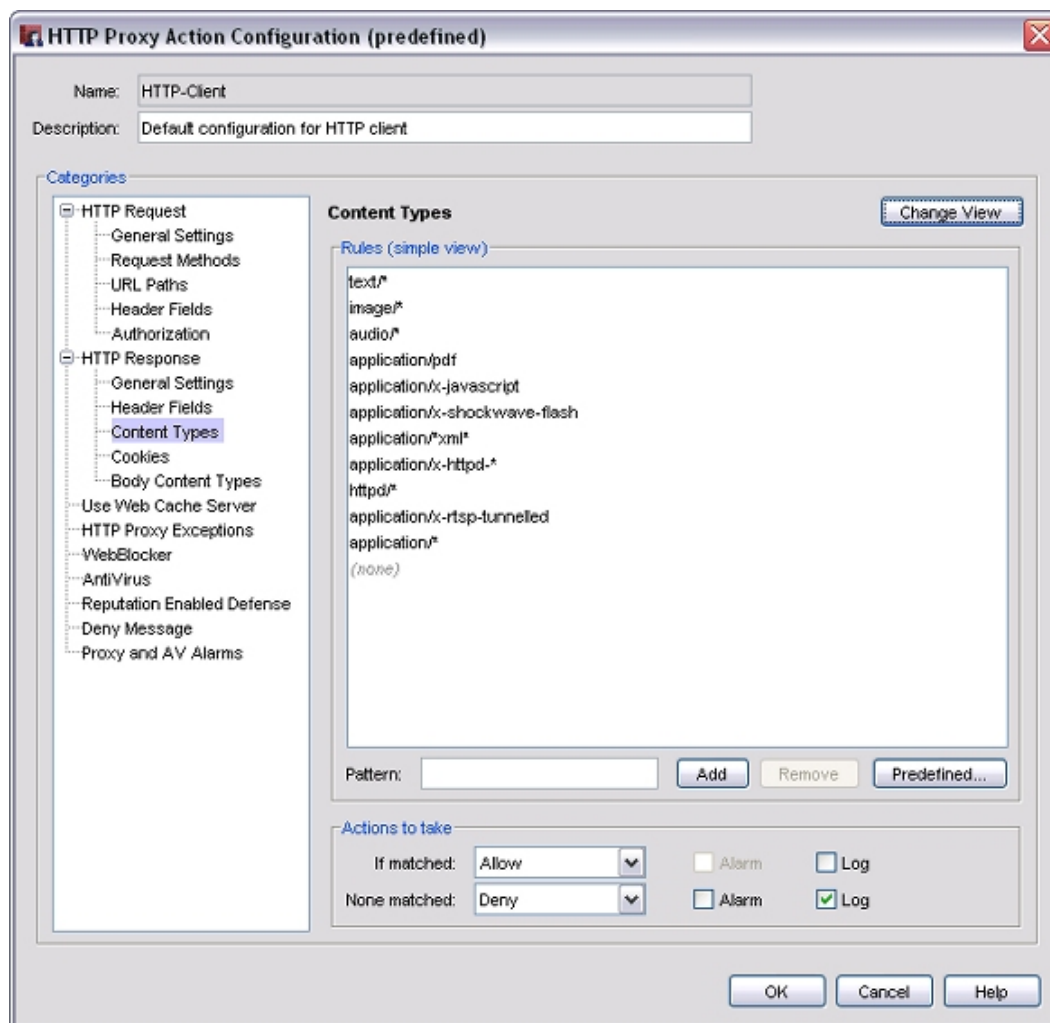 HTTP Proxy Action Configuration (predefined)
Name: HTTP-Client
Description: Default configuration for HTTP client
Categories
HTTP Request
General Settings
Request Methods
URL Paths
Header Fields
Authorization
HTTP Response
General Settings
Header Fields
Content Types
Cookies
Body Content Types
Use Web Cache Server
HTTP Proxy Exceptions
WebBlocker
AntiVirus
Reputation Enabled Defense
Deny Message
Proxy and AV Alarms
Content Types
Change View
Rules (simple view)
text/*
image/*
audio/*
application/pdf
application/x-javascript
application/x-shockwave-flash
application/*xml*
application/x-httpd-*
httpd/*
application/x-rtsp-tunnelled
application/*
(none)
Pattern: Add Remove Predefined...
Actions to take
If matched: Allow Alarm Log
None matched: Deny Alarm Log
OK Cancel Help